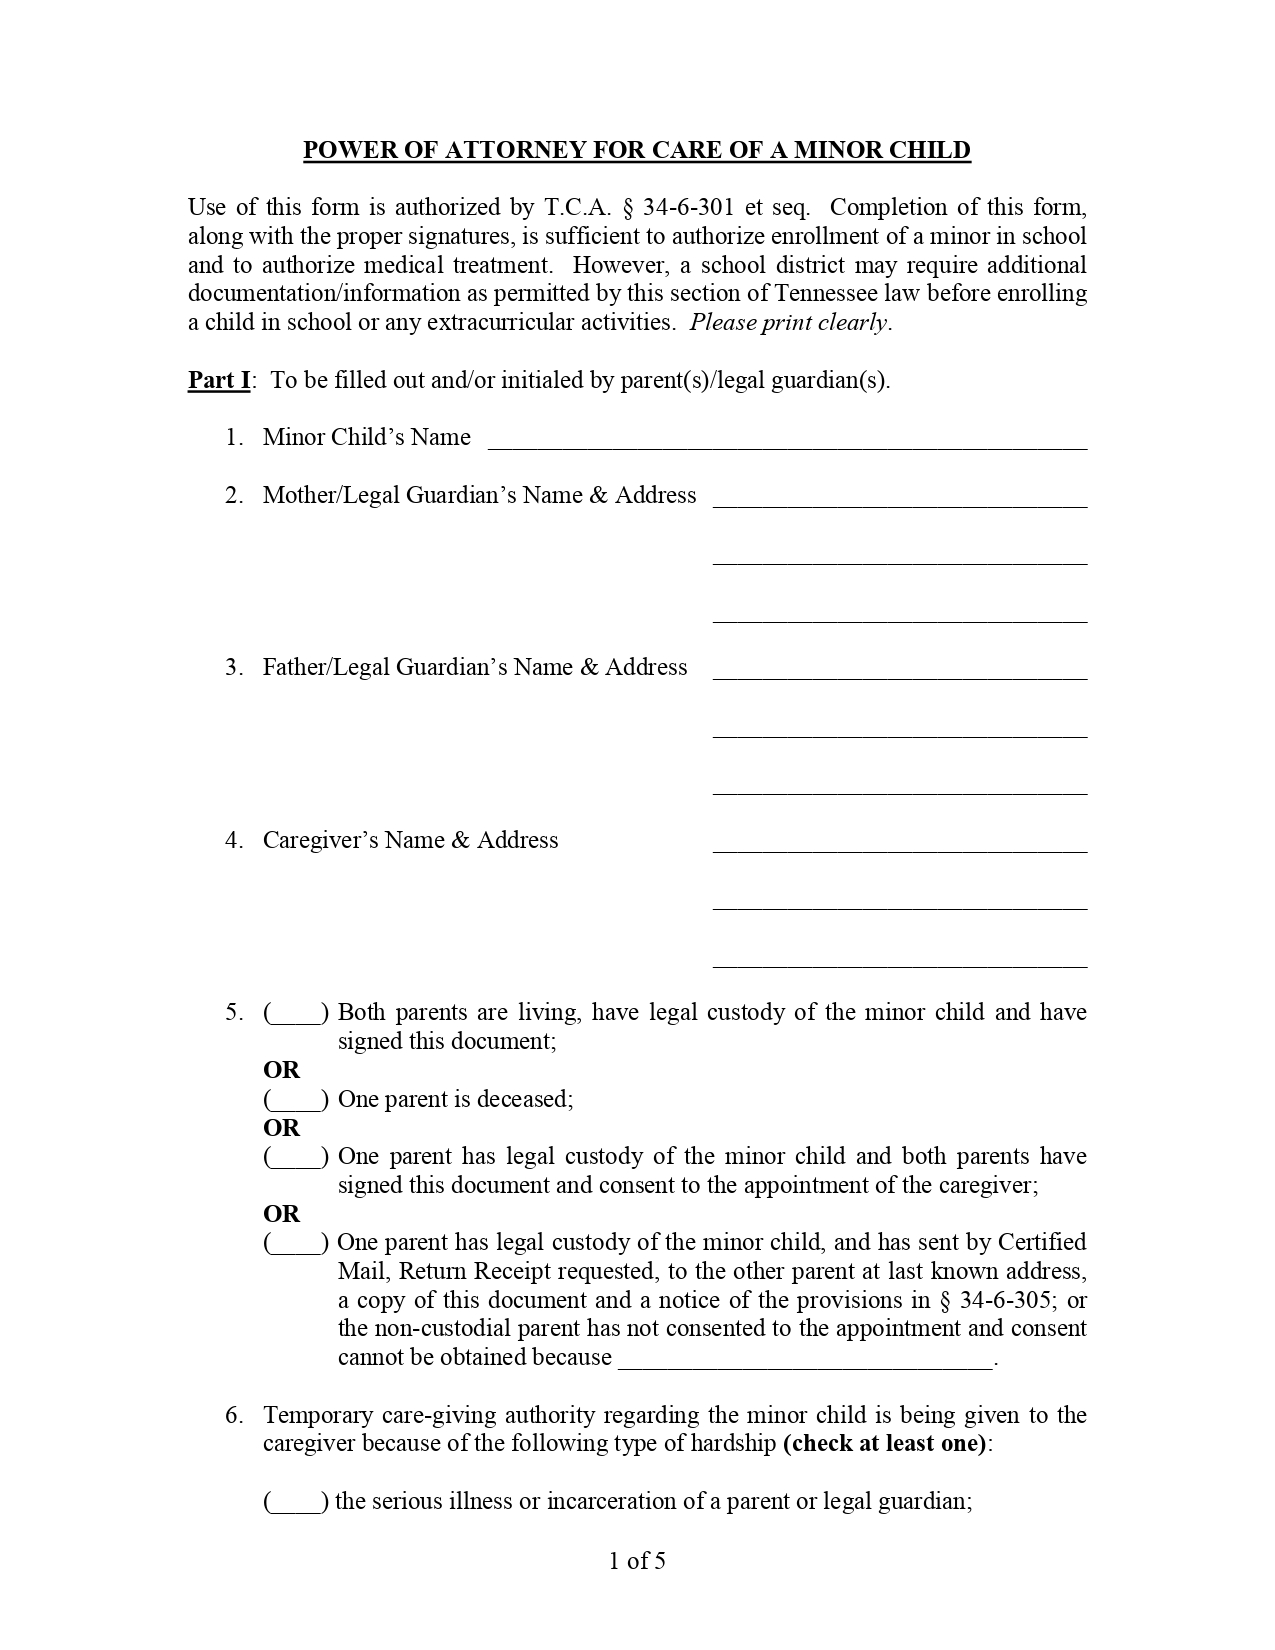 POWER OF ATTORNEY FOR CARE OF A MINOR CHILD
Use of this form is authorized by T.C.A. § 34-6-301 et seq. Completion of this form,
along with the proper signatures, is sufficient to authorize enrollment of a minor in school
and to authorize medical treatment. However, a school district may require additional
documentation/information as permitted by this section of Tennessee law before enrolling
a child in school or any extracurricular activities. Please print clearly.
Part I: To be filled out and/or initialed by parent(s)/legal guardian(s).
1. Minor Child’s Name ________________________________________________
2. Mother/Legal Guardian’s Name & Address ______________________________
______________________________
______________________________
3. Father/Legal Guardian’s Name & Address ______________________________
______________________________
______________________________
4. Caregiver’s Name & Address ______________________________
______________________________
______________________________
5. (____) Both parents are living, have legal custody of the minor child and have
signed this document;
OR
(____) One parent is deceased;
OR
(____) One parent has legal custody of the minor child and both parents have
signed this document and consent to the appointment of the caregiver;
OR
(____) One parent has legal custody of the minor child, and has sent by Certified
Mail, Return Receipt requested, to the other parent at last known address,
a copy of this document and a notice of the provisions in § 34-6-305; or
the non-custodial parent has not consented to the appointment and consent
cannot be obtained because ______________________________.
6. Temporary care-giving authority regarding the minor child is being given to the
caregiver because of the following type of hardship (check at least one):
(____) the serious illness or incarceration of a parent or legal guardian;
1 of 5